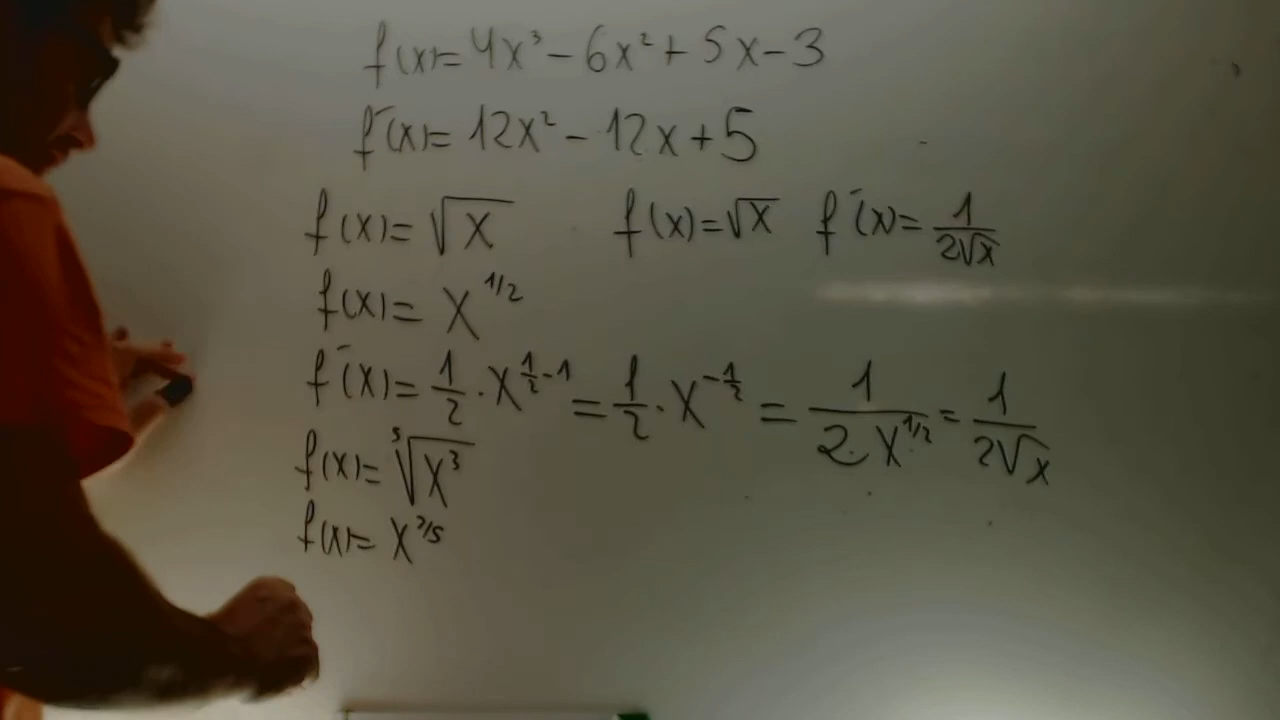 f(x)=4x³-6x²+5x-3
f'(x)=12x²-12x+5
f(x)=√x f(x)=√x f'(x)=1/(2√x)
f(x)=x^(1/2)
f'(x)=1/2·x^(1/2-1)=1/2·x^(-1/2)=1/(2·x^(1/2))=1/(2√x)
f(x)=⁵√(x³)
f(x)=x^(3/5)